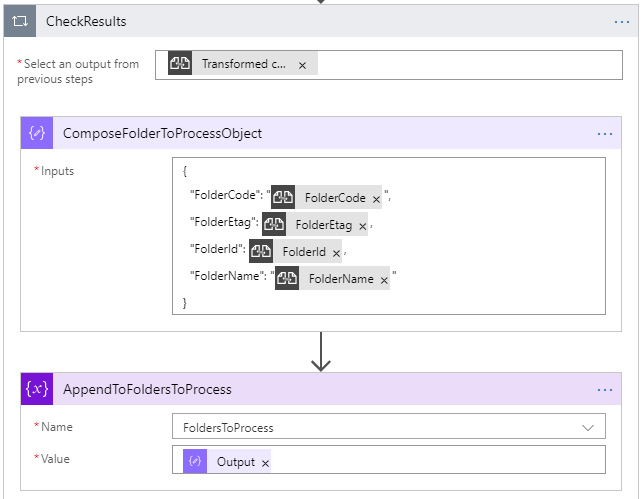 CheckResults ...
* Select an output from
previous steps
Transformed c... ×
{∅} ComposeFolderToProcessObject ...
* Inputs
{
"FolderCode": " FolderCode × ",
"FolderEtag": FolderEtag × ,
"FolderId": FolderId × ,
"FolderName": " FolderName × "
}
{x} AppendToFoldersToProcess ...
* Name FoldersToProcess
* Value Output ×